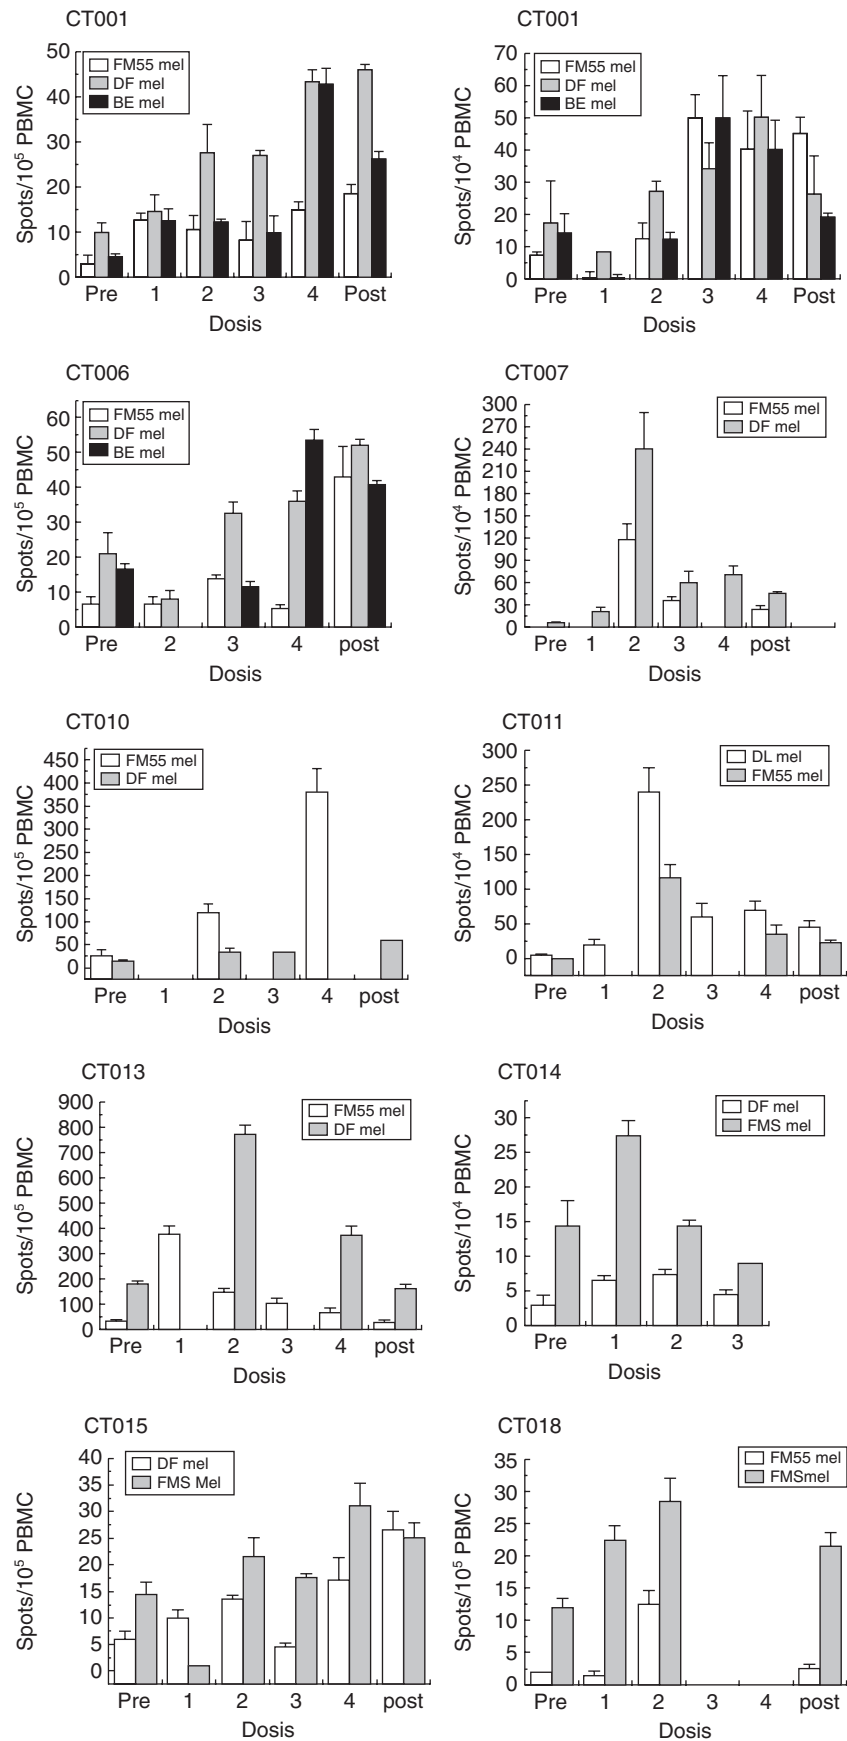 CT001
50
40
30
20
10
0
Spots/10⁵ PBMC
FM55 mel
DF mel
BE mel
Pre 1 2 3 4 Post
Dosis
CT001
70
60
50
40
30
20
10
0
Spots/10⁴ PBMC
FM55 mel
DF mel
BE mel
Pre 1 2 3 4 Post
Dosis
CT006
60
50
40
30
20
10
0
Spots/10⁵ PBMC
FM55 mel
DF mel
BE mel
Pre 2 3 4 post
Dosis
CT007
300
270
240
210
180
150
120
90
60
30
0
Spots/10⁴ PBMC
FM55 mel
DF mel
Pre 1 2 3 4 post
Dosis
CT010
450
400
350
300
250
200
150
100
50
0
Spots/10⁵ PBMC
FM55 mel
DF mel
Pre 1 2 3 4 post
Dosis
CT011
300
250
200
150
100
50
0
Spots/10⁴ PBMC
DL mel
FM55 mel
Pre 1 2 3 4 post
Dosis
CT013
900
800
700
600
500
400
300
200
100
0
Spots/10⁵ PBMC
FM55 mel
DF mel
Pre 1 2 3 4 post
Dosis
CT014
30
25
20
15
10
5
0
Spots/10⁴ PBMC
DF mel
FMS mel
Pre 1 2 3
Dosis
CT015
40
35
30
25
20
15
10
5
0
Spots/10⁵ PBMC
DF mel
FMS Mel
Pre 1 2 3 4 post
Dosis
CT018
35
30
25
20
15
10
5
0
Spots/10⁵ PBMC
FM55 mel
FMSmel
Pre 1 2 3 4 post
Dosis